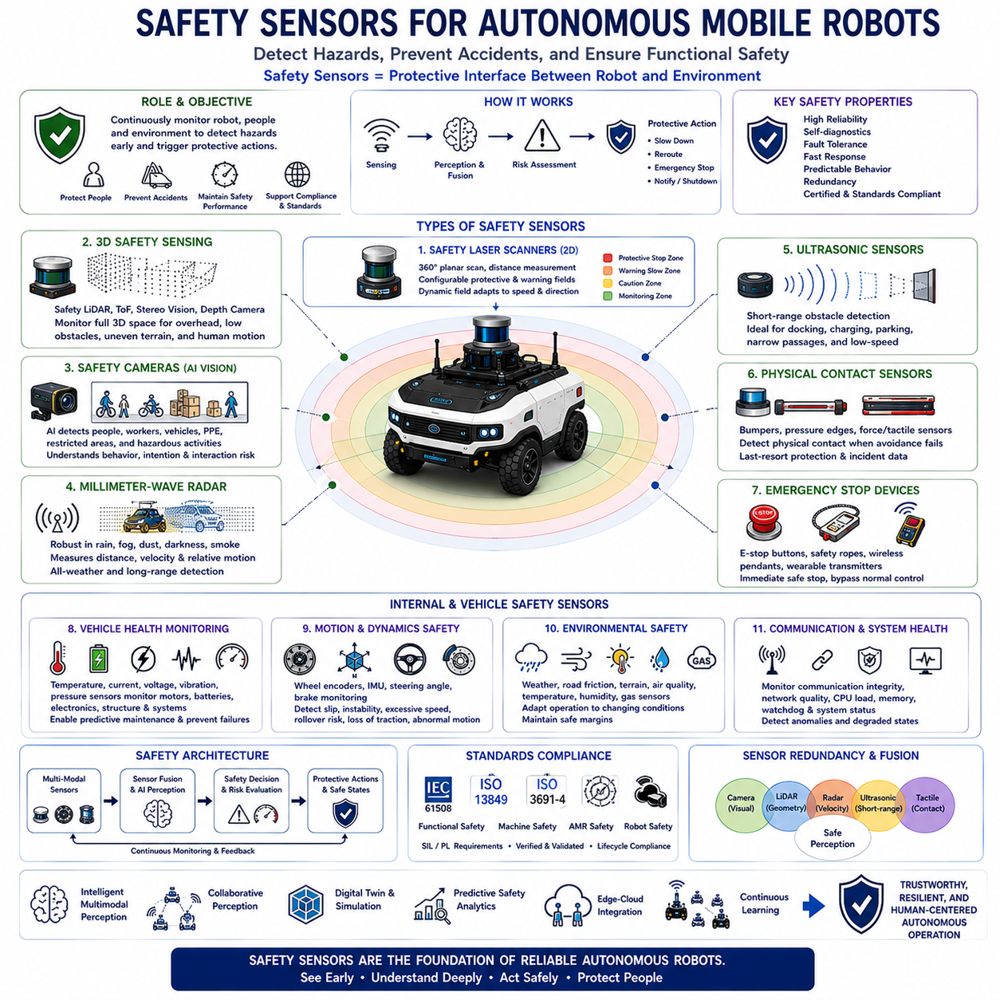 SAFETY SENSORS FOR AUTONOMOUS MOBILE ROBOTS
Detect Hazards, Prevent Accidents, and Ensure Functional Safety
Safety Sensors = Protective Interface Between Robot and Environment
ROLE & OBJECTIVE
Continuously monitor robot, people
and environment to detect hazards
early and trigger protective actions.
Protect People
Prevent Accidents
Maintain Safety
Performance
Support Compliance
& Standards
HOW IT WORKS
Sensing
Perception &
Fusion
Risk Assessment
Protective Action
• Slow Down
• Reroute
• Emergency Stop
• Notify / Shutdown
KEY SAFETY PROPERTIES
High Reliability
Self-diagnostics
Fault Tolerance
Fast Response
Predictable Behavior
Redundancy
Certified & Standards Compliant
TYPES OF SAFETY SENSORS
1. SAFETY LASER SCANNERS (2D)
360° planar scan, distance measurement
Configurable protective & warning fields
Dynamic field adapts to speed & direction
Protective Stop Zone
Warning Slow Zone
Caution Zone
Monitoring Zone
2. 3D SAFETY SENSING
Safety LiDAR, ToF, Stereo Vision, Depth Camera
Monitor full 3D space for overhead, low
obstacles, uneven terrain, and human motion
3. SAFETY CAMERAS (AI VISION)
AI detects people, workers, vehicles, PPE,
restricted areas, and hazardous activities
Understands behavior, intention & interaction risk
4. MILLIMETER-WAVE RADAR
Robust in rain, fog, dust, darkness, smoke
Measures distance, velocity & relative motion
All-weather and long-range detection
5. ULTRASONIC SENSORS
Short-range obstacle detection
Ideal for docking, charging, parking,
narrow passages, and low-speed
6. PHYSICAL CONTACT SENSORS
Bumpers, pressure edges, force/tactile sensors
Detect physical contact when avoidance fails
Last-resort protection & incident data
7. EMERGENCY STOP DEVICES
E-stop buttons, safety ropes, wireless
pendants, wearable transmitters
Immediate safe stop, bypass normal control
INTERNAL & VEHICLE SAFETY SENSORS
8. VEHICLE HEALTH MONITORING
Temperature, current, voltage, vibration,
pressure sensors monitor motors, batteries,
electronics, structure & systems
Enable predictive maintenance & prevent failures
9. MOTION & DYNAMICS SAFETY
Wheel encoders, IMU, steering angle,
brake monitoring
Detect slip, instability, excessive speed,
rollover risk, loss of traction, abnormal motion
10. ENVIRONMENTAL SAFETY
GAS
Weather, road friction, terrain, air quality,
temperature, humidity, gas sensors
Adapt operation to changing conditions
Maintain safe margins
11. COMMUNICATION & SYSTEM HEALTH
Monitor communication integrity,
network quality, CPU load, memory,
watchdog & system status
Detect anomalies and degraded states
SAFETY ARCHITECTURE
Multi-Modal
Sensors
Sensor Fusion
& AI Perception
Safety Decision
& Risk Evaluation
Protective Actions
& Safe States
Continuous Monitoring & Feedback
STANDARDS COMPLIANCE
IEC
61508
ISO
13849
ISO
3691-4
Functional Safety
Machine Safety
AMR Safety
Robot Safety
SIL / PL Requirements • Verified & Validated • Lifecycle Compliance
SENSOR REDUNDANCY & FUSION
Camera
(Visual)
LiDAR
(Geometry)
Radar
(Velocity)
Ultrasonic
(Short-range)
Tactile
(Contact)
Safe
Perception
Intelligent
Multimodal
Perception
Collaborative
Perception
Digital Twin &
Simulation
Predictive Safety
Analytics
Edge-Cloud
Integration
Continuous
Learning
TRUSTWORTHY,
RESILIENT, AND
HUMAN-CENTERED
AUTONOMOUS
OPERATION
SAFETY SENSORS ARE THE FOUNDATION OF RELIABLE AUTONOMOUS ROBOTS.
See Early • Understand Deeply • Act Safely • Protect People